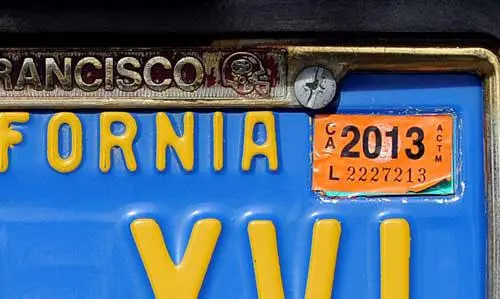 RANCISCO
FORNIA
CA 2013 ACTM
L 2227213
XVI